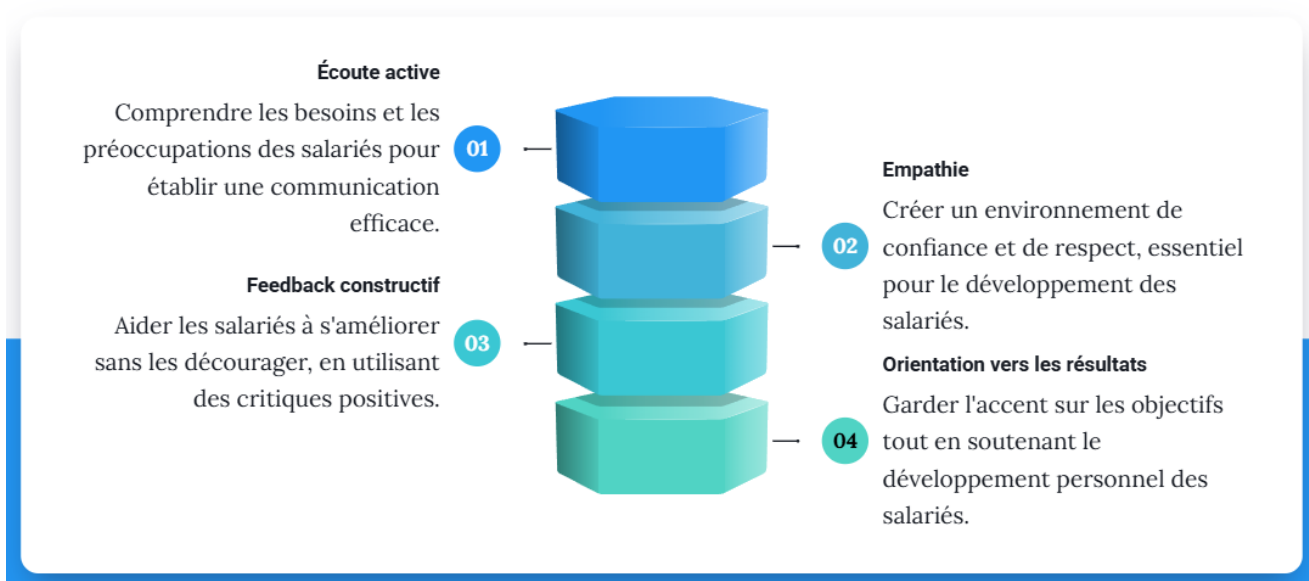 Écoute active
Comprendre les besoins et les
préoccupations des salariés pour
établir une communication
efficace.
01
Empathie
Créer un environnement de
confiance et de respect, essentiel
pour le développement des
salariés.
02
Feedback constructif
Aider les salariés à s'améliorer
sans les décourager, en utilisant
des critiques positives.
03
Orientation vers les résultats
Garder l'accent sur les objectifs
tout en soutenant le
développement personnel des
salariés.
04